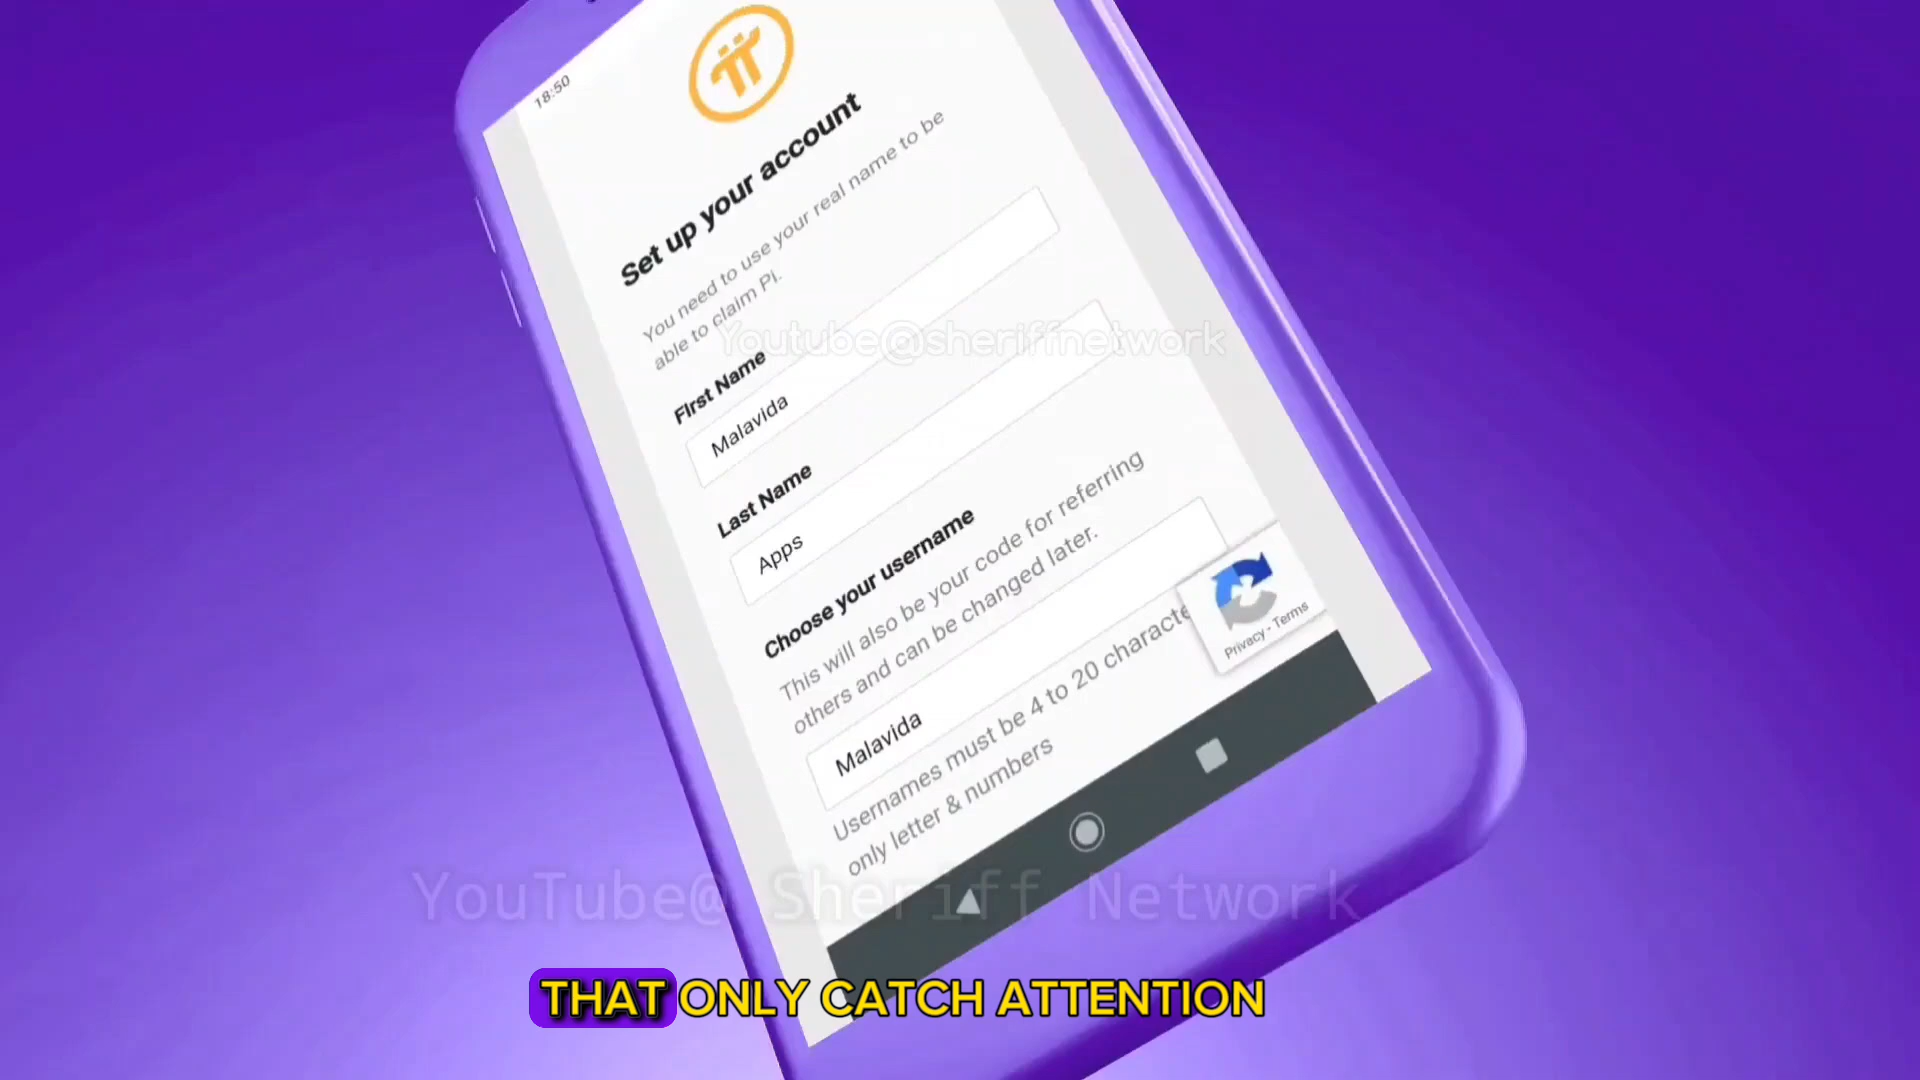 18:50
Set up your account
You need to use your real name to be
able to claim Pi.
Youtube@sheriffnetwork
First Name
Malavida
Last Name
Apps
Choose your username
This will also be your code for referring
others and can be changed later.
Malavida
Usernames must be 4 to 20 characte
only letter & numbers
Privacy - Terms
YouTube@ Sheriff Network
THAT ONLY CATCH ATTENTION